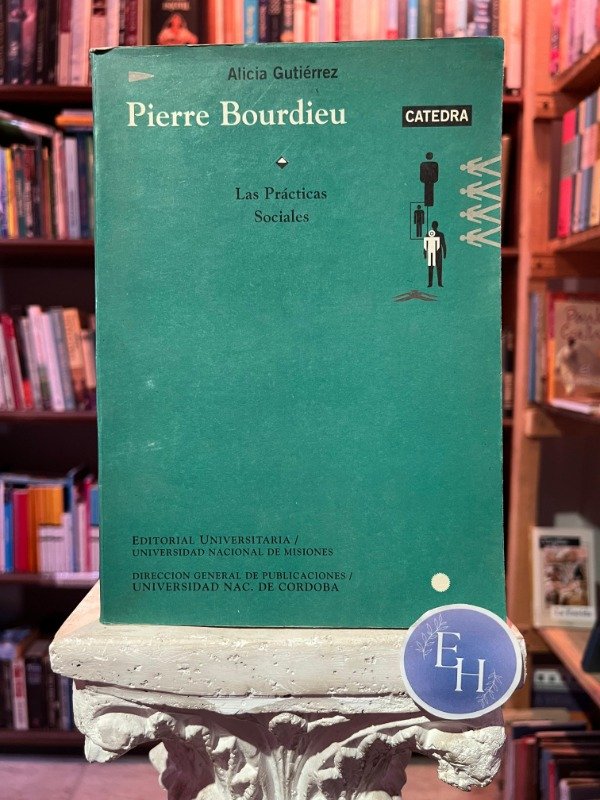 Alicia Gutiérrez
Pierre Bourdieu
CATEDRA
Las Prácticas
Sociales
EDITORIAL UNIVERSITARIA /
UNIVERSIDAD NACIONAL DE MISIONES
DIRECCION GENERAL DE PUBLICACIONES /
UNIVERSIDAD NAC. DE CORDOBA
EH